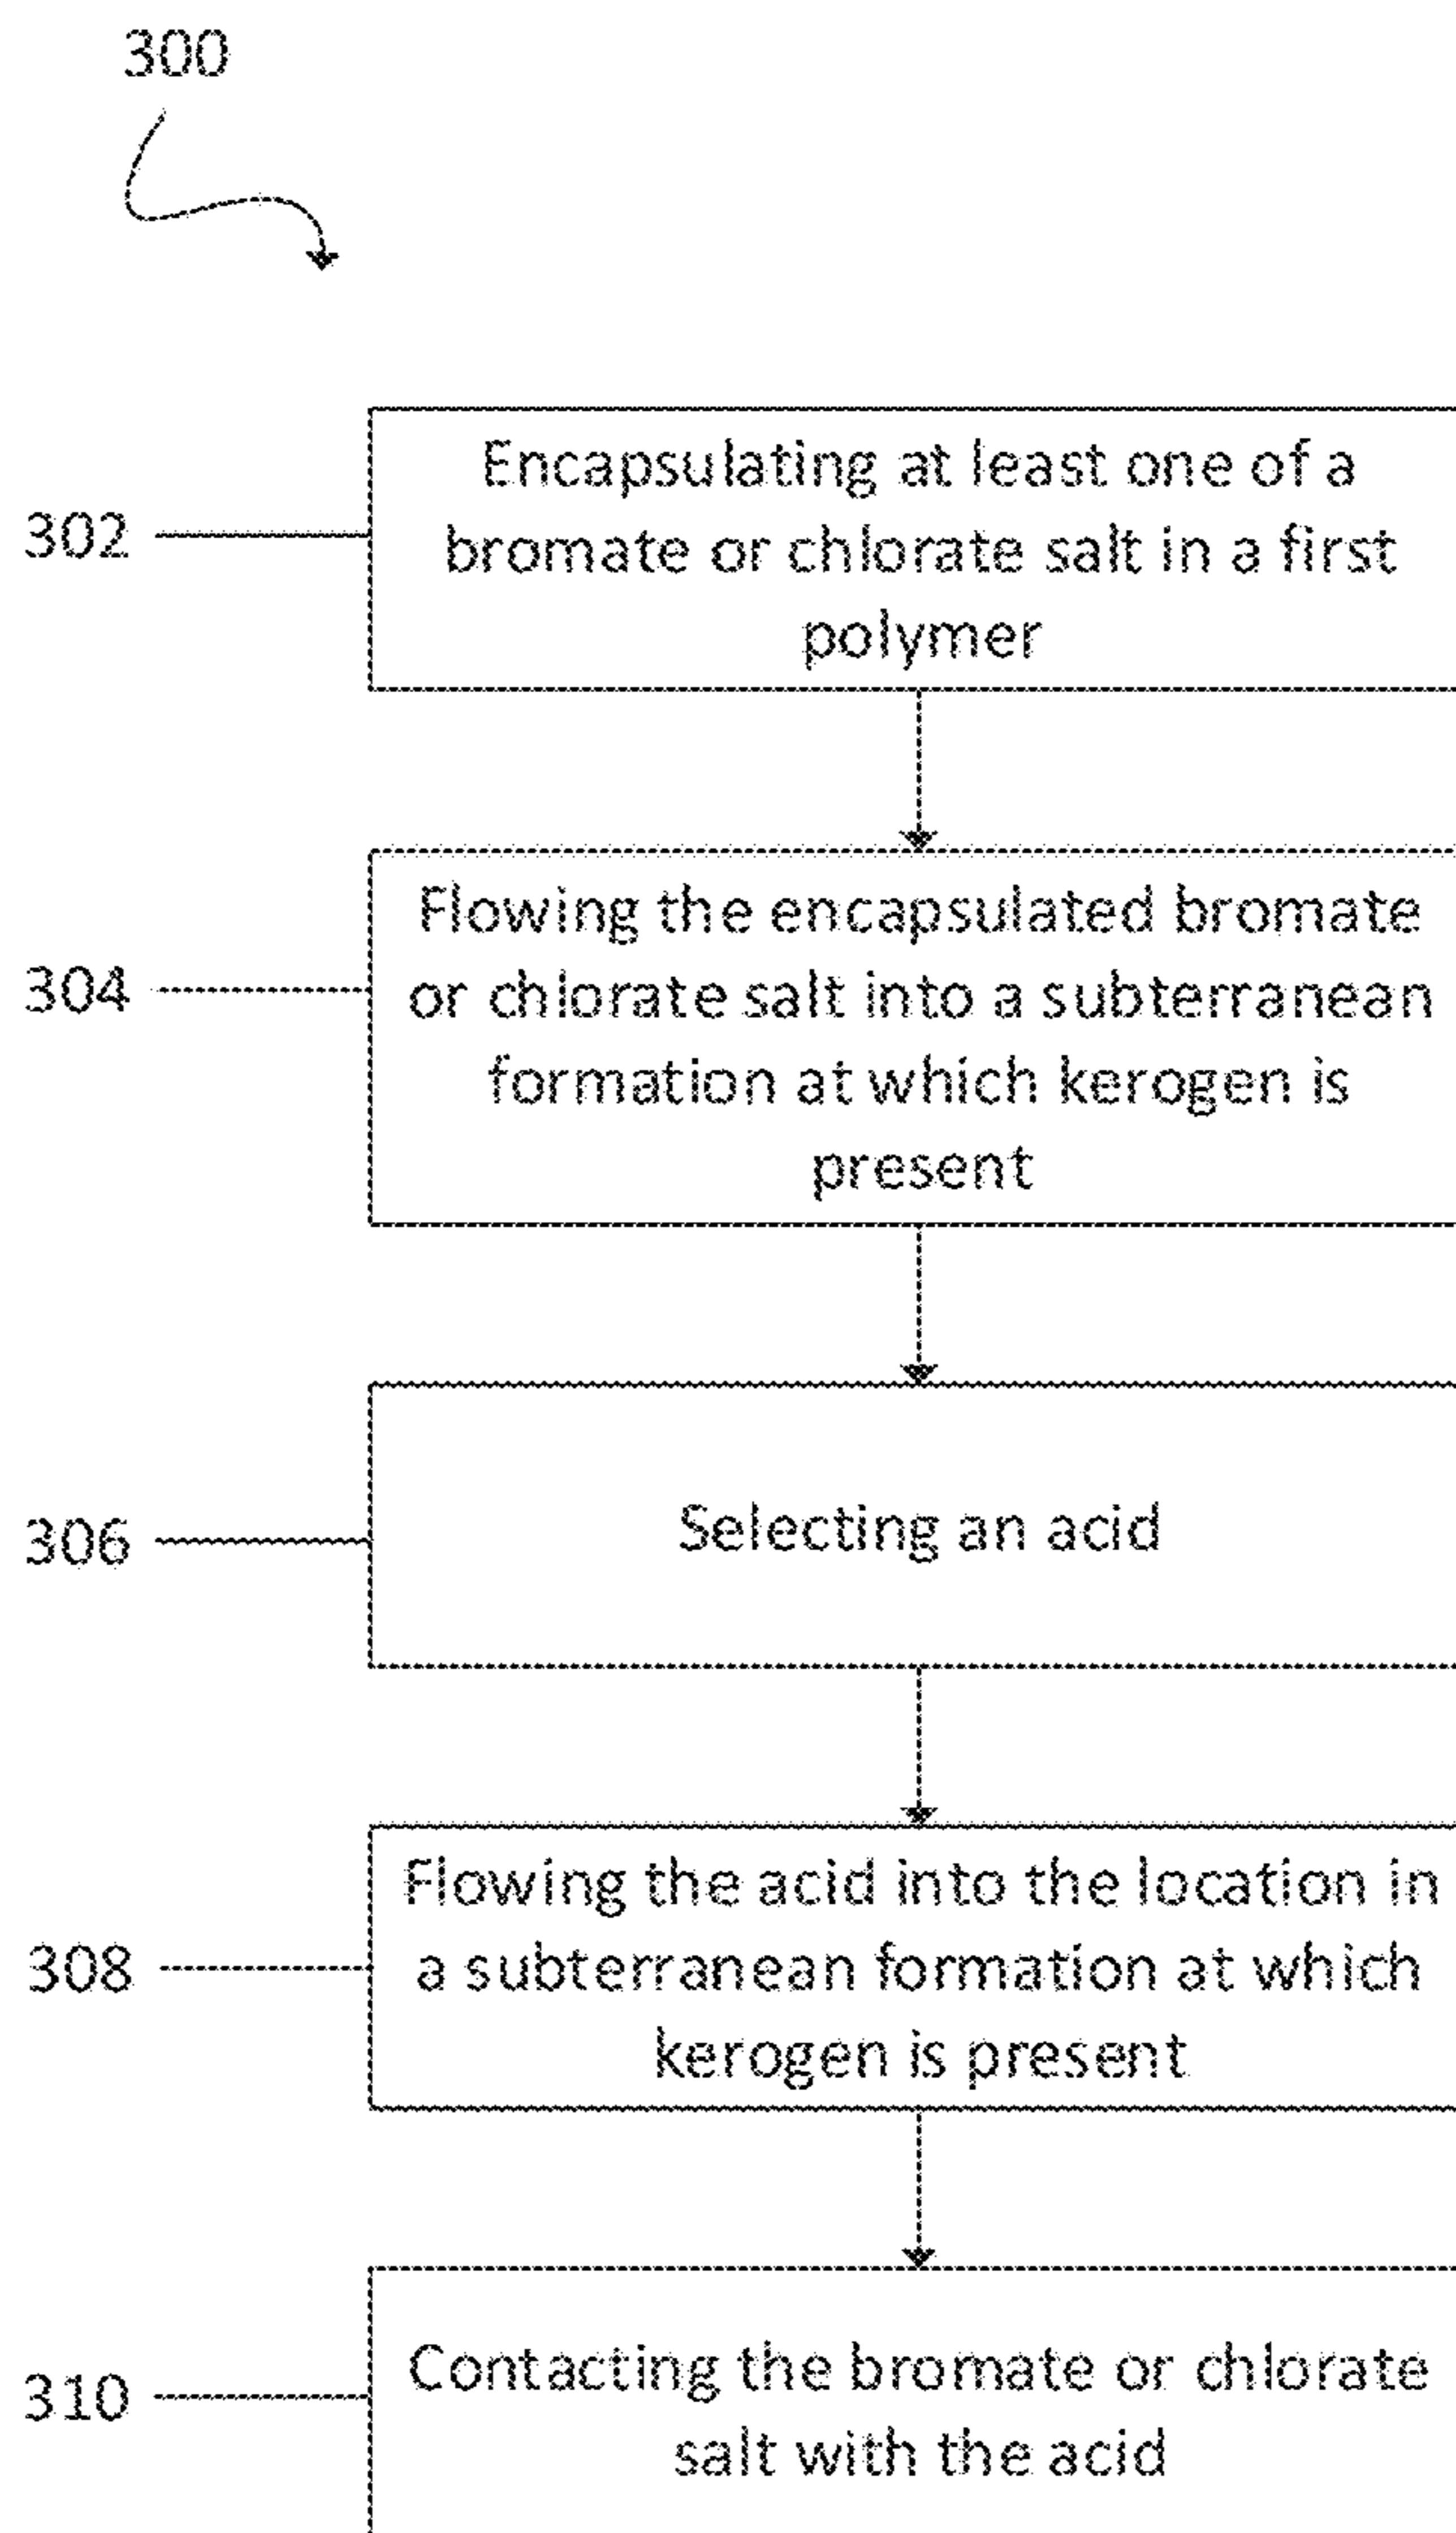 300
302
Encapsulating at least one of a
bromate or chlorate salt in a first
polymer
304
Flowing the encapsulated bromate
or chlorate salt into a subterranean
formation at which kerogen is
present
306
Selecting an acid
308
Flowing the acid into the location in
a subterranean formation at which
kerogen is present
310
Contacting the bromate or chlorate
salt with the acid